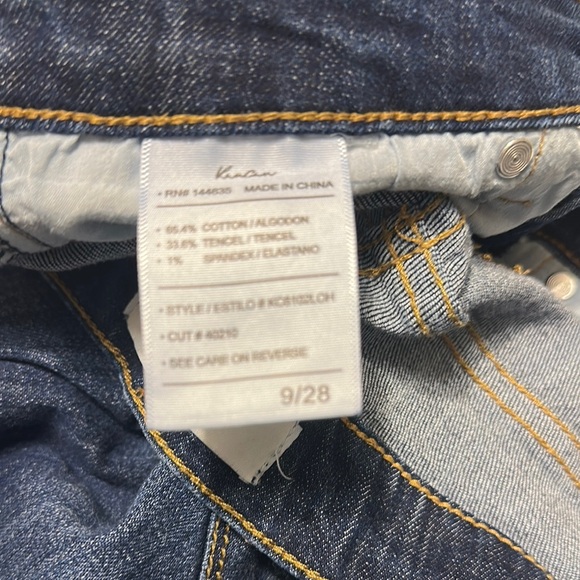 KanCan
• RN# 144635 MADE IN CHINA
• 65.4% COTTON / ALGODON
• 33.6% TENCEL / TENCEL
• 1% SPANDEX / ELASTANO
• STYLE / ESTILO # KC6102LOH
• CUT # 40210
• SEE CARE ON REVERSE
9/28